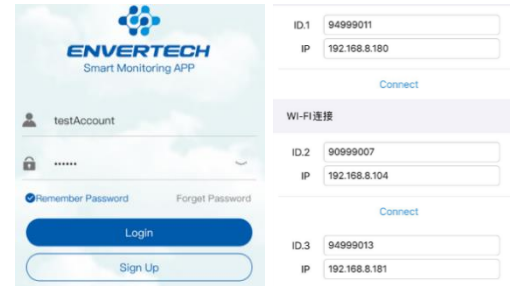 ENVERTECH
Smart Monitoring APP
testAccount
••••••
Remember Password
Forget Password
Login
Sign Up
ID.1 94999011
IP 192.168.8.180
Connect
WI-FI连接
ID.2 90999007
IP 192.168.8.104
Connect
ID.3 94999013
IP 192.168.8.181